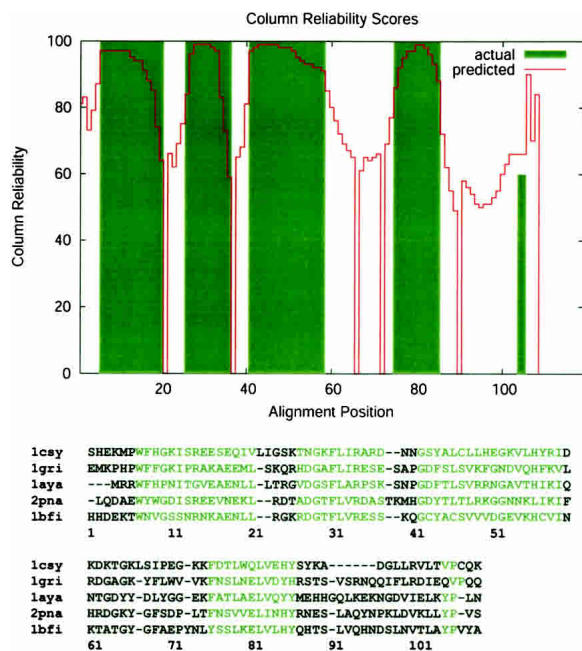 Column Reliability Scores
100
80
60
40
20
0
Column Reliability
actual
predicted
20 40 60 80 100
Alignment Position
1csy SHEKMPWFHGKISREESEQIVLIGSKTNGKFLIRARD--NNGSYALCLLHEGKVLHYRID
1gri EMKPHPWFFGKIPRAKAEEML-SKQRHDGAFLIRESE-SAPGDFSLSVKFGNDVQHFKVL
1aya ---MRRWFHPNITGVEAENLL-LTRGVDGSFLARPSK-SNPGDFTLSVRRNGAVTHIKIQ
2pna -LQDAEWYWGDISREEVNEKL-RDTADGTFLVRDASTKMHGDYTLTLRKGGNNKLIKIF
1bfi HHDEKTWNVGSSNRKAENLL--RGKRDGTFLVRESS--KQGCYACSVVVDGEVKHCVIN
1 11 21 31 41 51
1csy KDKTGKLSIPEG-KKFDTLWQLVEHYSYKA------DGLLRVLTVPCQK
1gri RDGAGK-YFLWV-VKFNSLNELVDYHRSTS-VSRNQQIFLRDIEQVPQQ
1aya NTGDYY-DLYGG-EKFATLAELVQYYMEHHGQLKEKNGDVIELKYP-LN
2pna HRDGKY-GFSDP-LTFNSVVELINHYRNES-LAQYNPKLDVKLLYP-VS
1bfi KTATGY-GFAEPYNLYSSLKELVLHYQHTS-LVQHNDSLNVTLAYPVYA
61 71 81 91 101